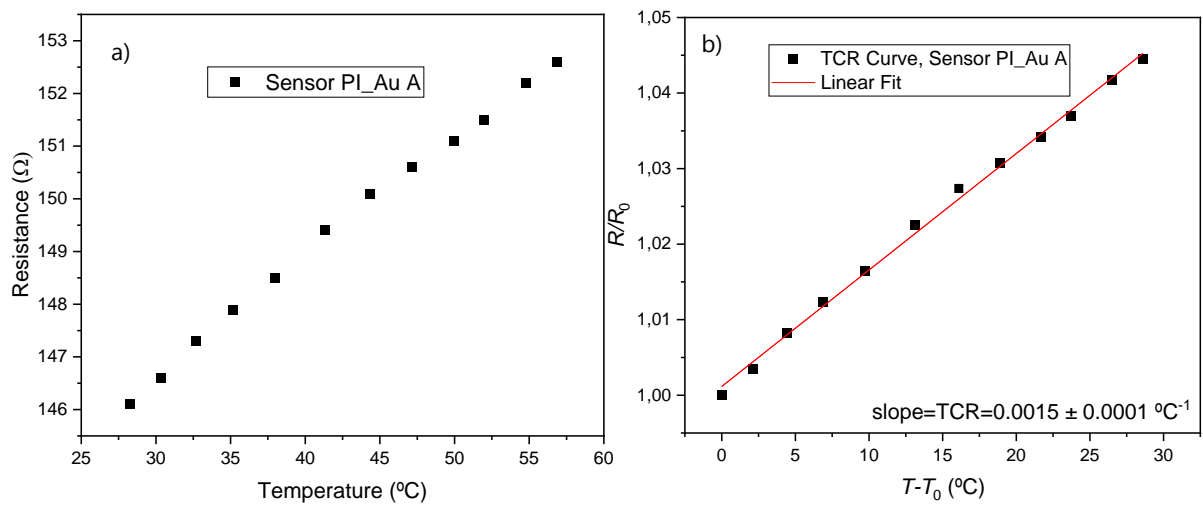 a)
Sensor PI_Au A
153
152
151
150
149
148
147
146
Resistance (Ω)
25
30
35
40
45
50
55
60
Temperature (ºC)
b)
TCR Curve, Sensor PI_Au A
Linear Fit
1,05
1,04
1,03
1,02
1,01
1,00
R/R0
slope=TCR=0.0015 ± 0.0001 ºC-1
0
5
10
15
20
25
30
T-T0 (ºC)